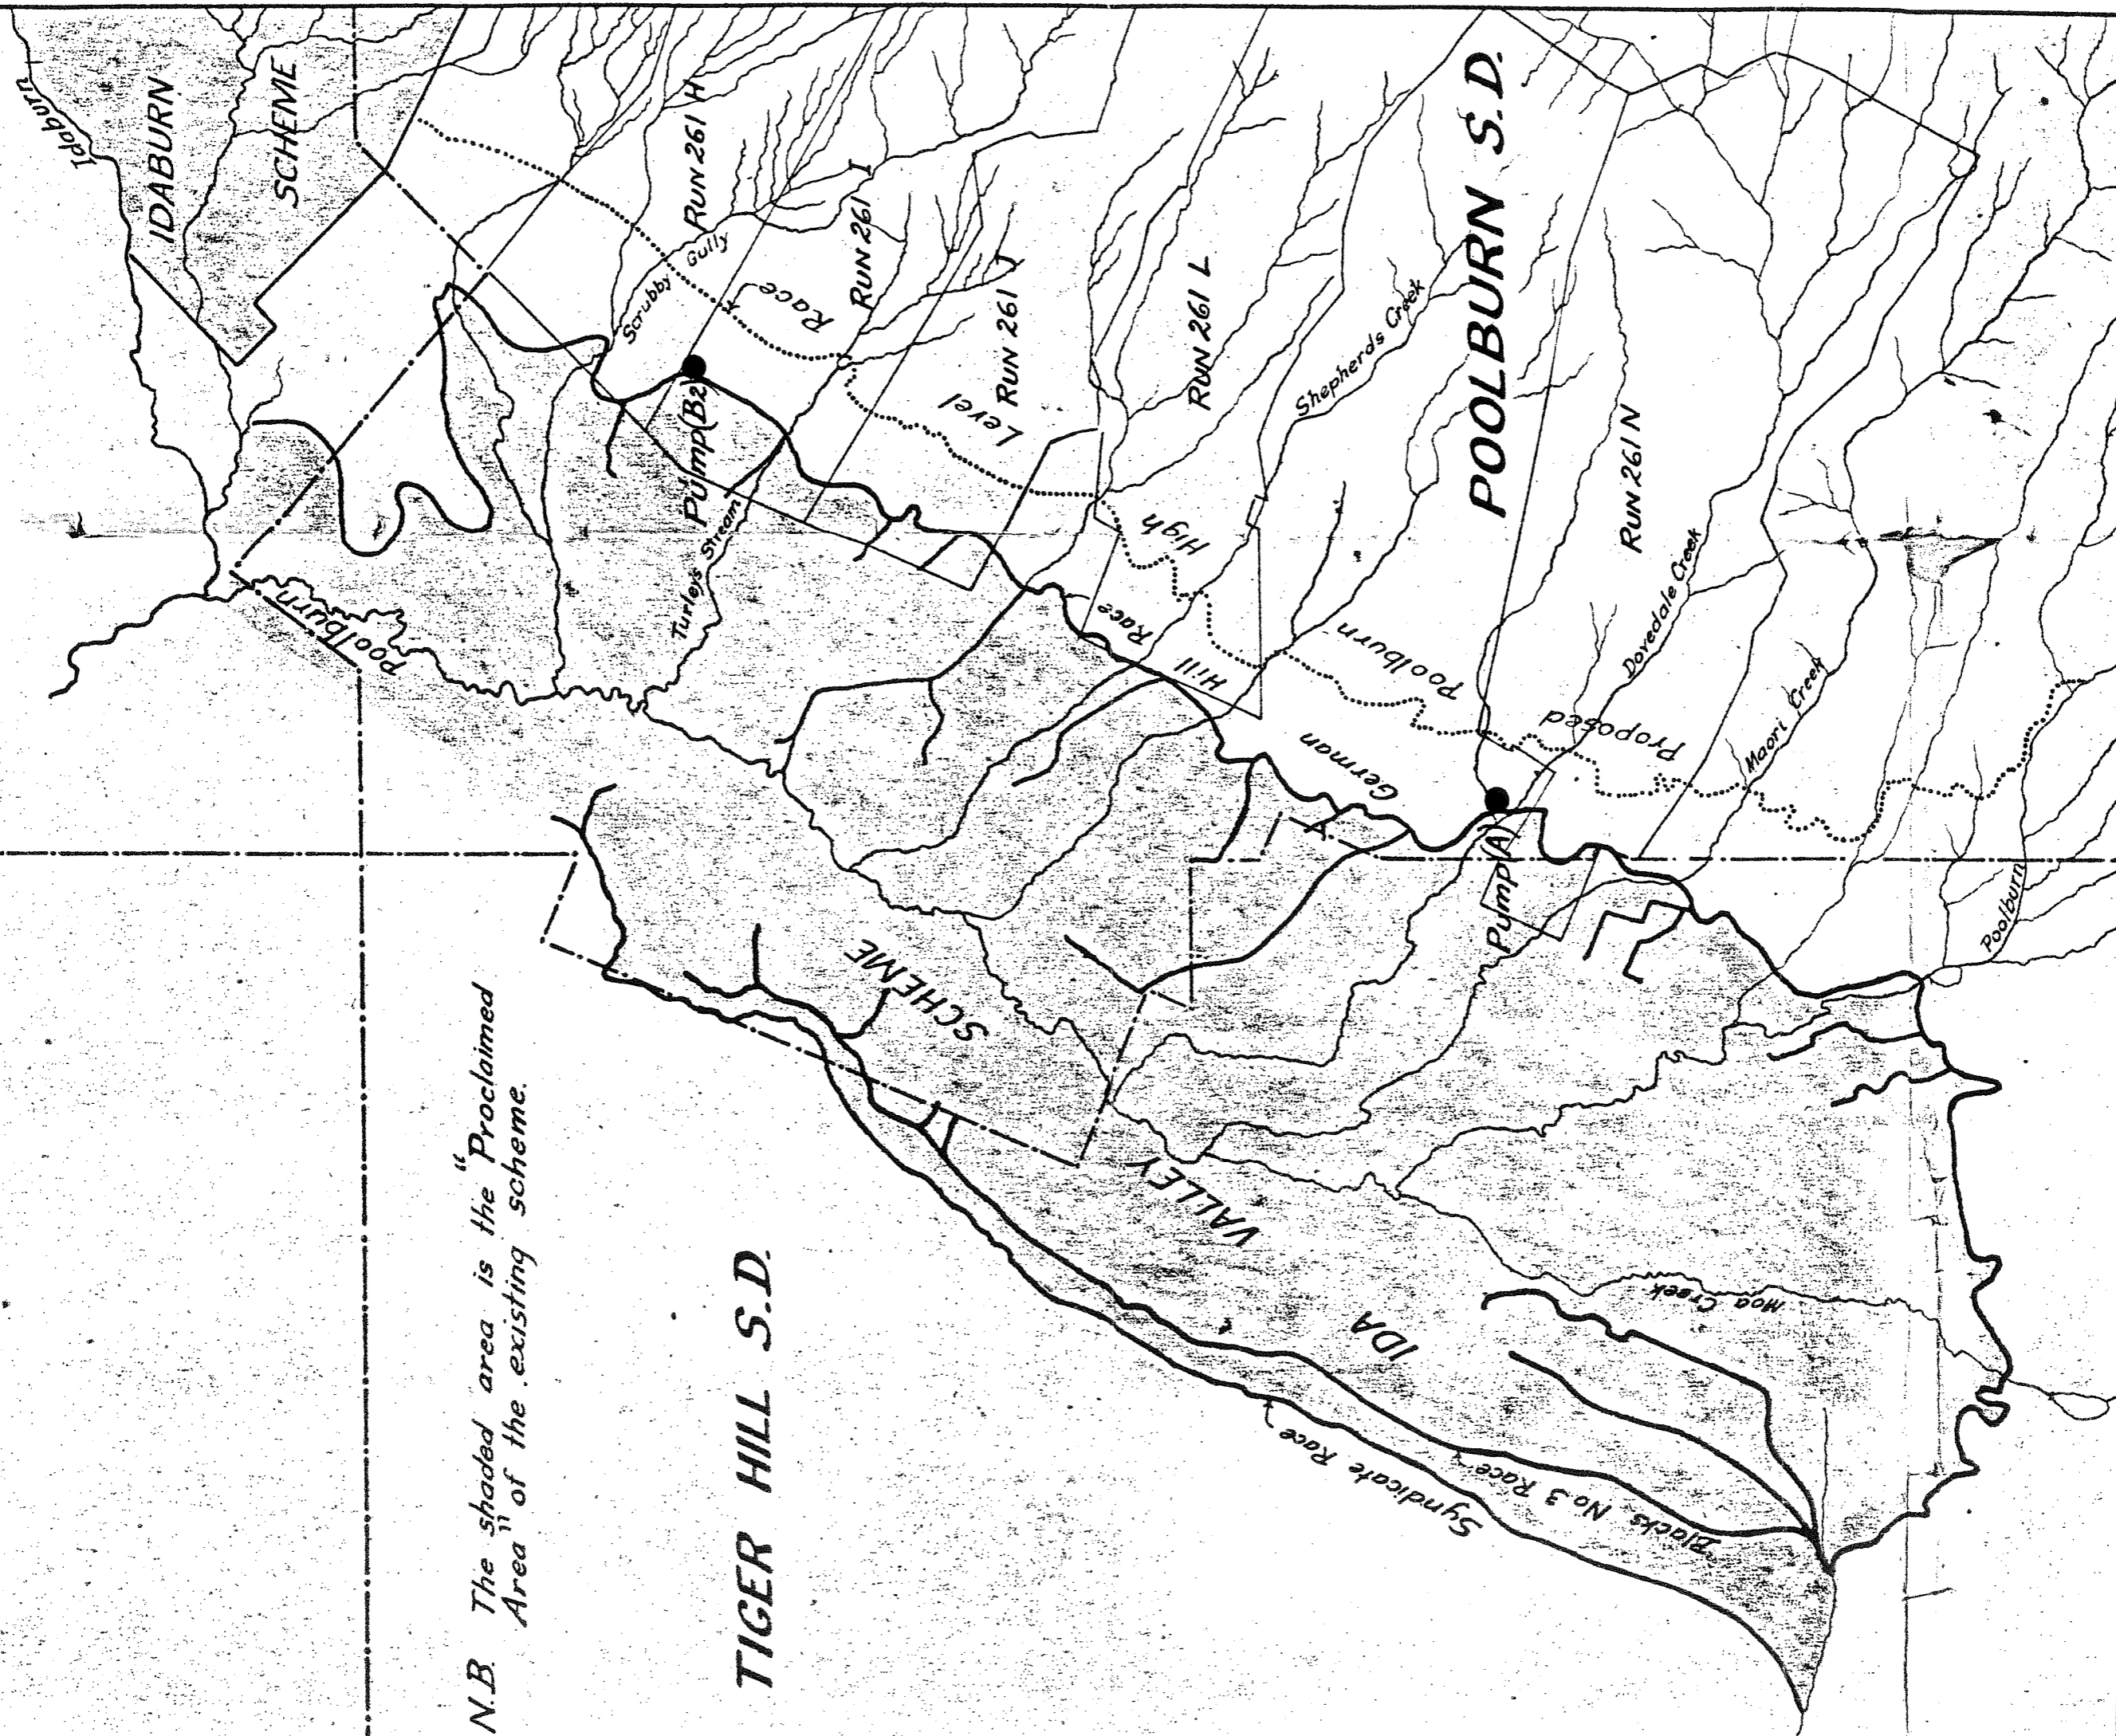 Idaburn
IDABURN
SCHEME
RUN 261 H
Scrubby Gully
RUN 261 I
RUN 261 J
RUN 261 L
Shepherds Creek
POOLBURN S.D.
RUN 261 N
Dovedale Creek
Maori Creek
Poolburn
Proposed Poolburn High Level Race
German Hill Race
Pump (B2)
Turleys Stream
Poolburn
Pump (A)
IDA VALLEY SCHEME
Moa Creek
Blacks No3 Race
Syndicate Race
TIGER HILL S.D.
N.B. The shaded area is the "Proclaimed
Area" of the existing scheme.